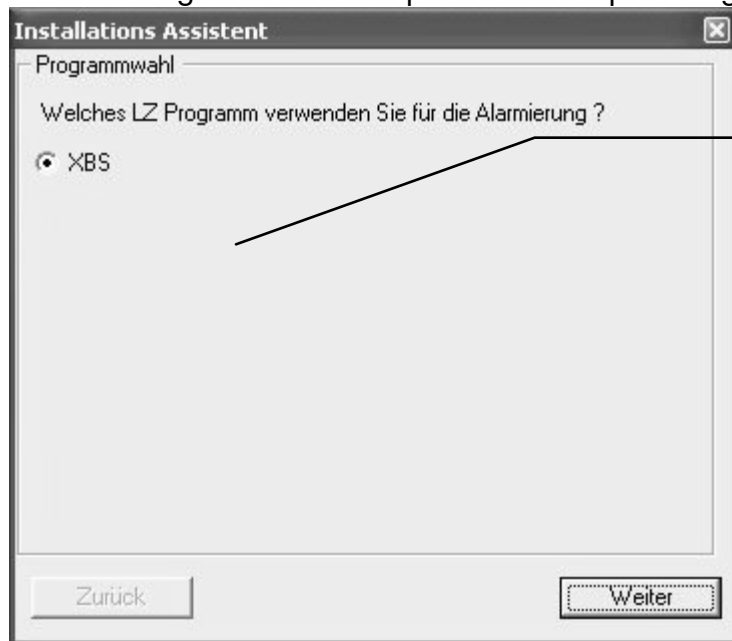 Installations Assistent
Programmwahl
Welches LZ Programm verwenden Sie für die Alarmierung ?
XBS
Zurück
Weiter